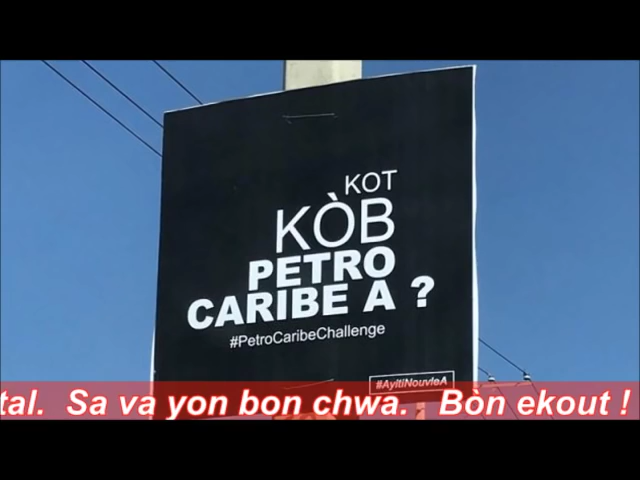 KOT
KÒB
PETRO
CARIBE A ?
#PetroCaribeChallenge
#AyitiNouvleA
tal. Sa va yon bon chwa. Bòn ekout !